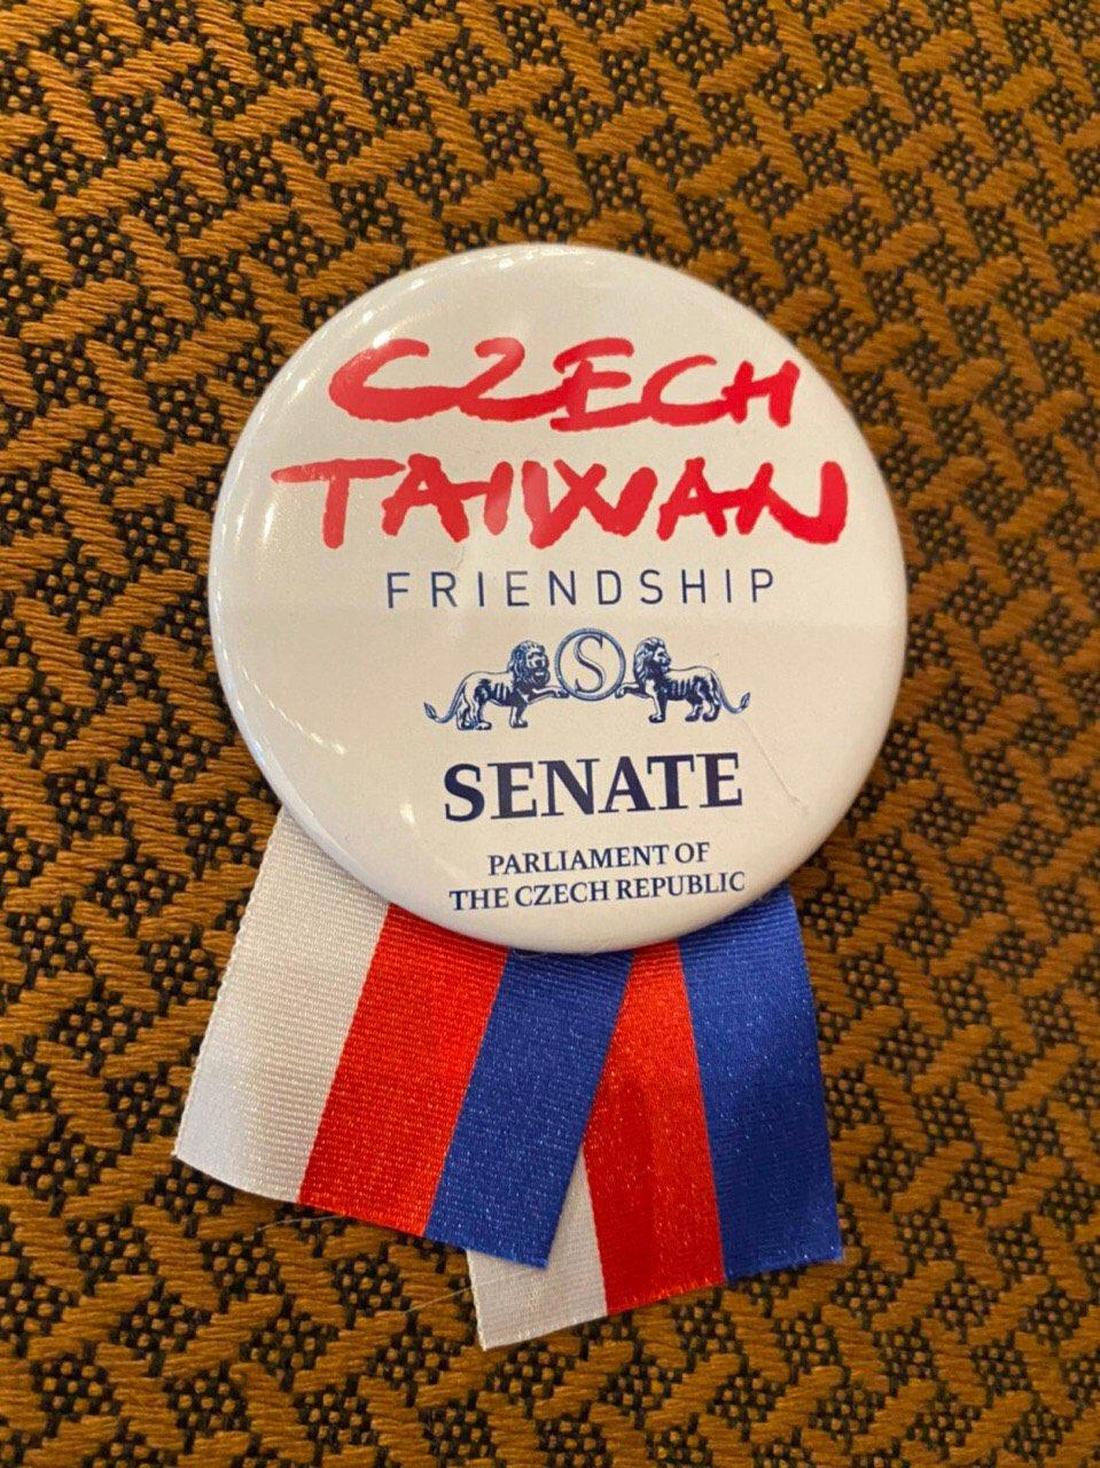 CZECH
TAIWAN
FRIENDSHIP
S
SENATE
PARLIAMENT OF
THE CZECH REPUBLIC